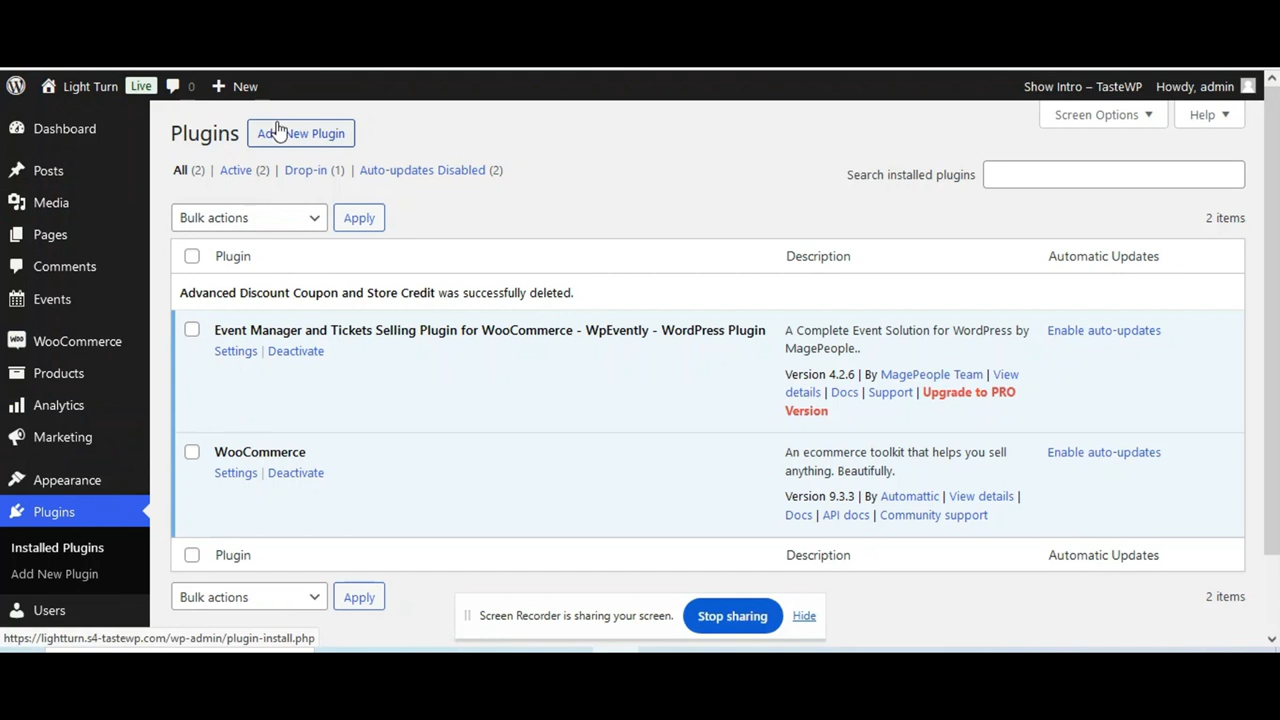 Light Turn Live 0 New Show Intro – TasteWP Howdy, admin
Screen Options Help
Dashboard
Posts
Media
Pages
Comments
Events
WooCommerce
Products
Analytics
Marketing
Appearance
Plugins
Installed Plugins
Add New Plugin
Users
Plugins Add New Plugin
All (2) | Active (2) | Drop-in (1) | Auto-updates Disabled (2)
Search installed plugins
Bulk actions Apply
2 items
Plugin Description Automatic Updates
Advanced Discount Coupon and Store Credit was successfully deleted.
Event Manager and Tickets Selling Plugin for WooCommerce - WpEvently - WordPress Plugin
Settings | Deactivate
A Complete Event Solution for WordPress by
MagePeople..
Version 4.2.6 | By MagePeople Team | View
details | Docs | Support | Upgrade to PRO
Version
Enable auto-updates
WooCommerce
Settings | Deactivate
An ecommerce toolkit that helps you sell
anything. Beautifully.
Version 9.3.3 | By Automattic | View details |
Docs | API docs | Community support
Enable auto-updates
Plugin Description Automatic Updates
Bulk actions Apply
2 items
Screen Recorder is sharing your screen. Stop sharing Hide
https://lightturn.s4-tastewp.com/wp-admin/plugin-install.php